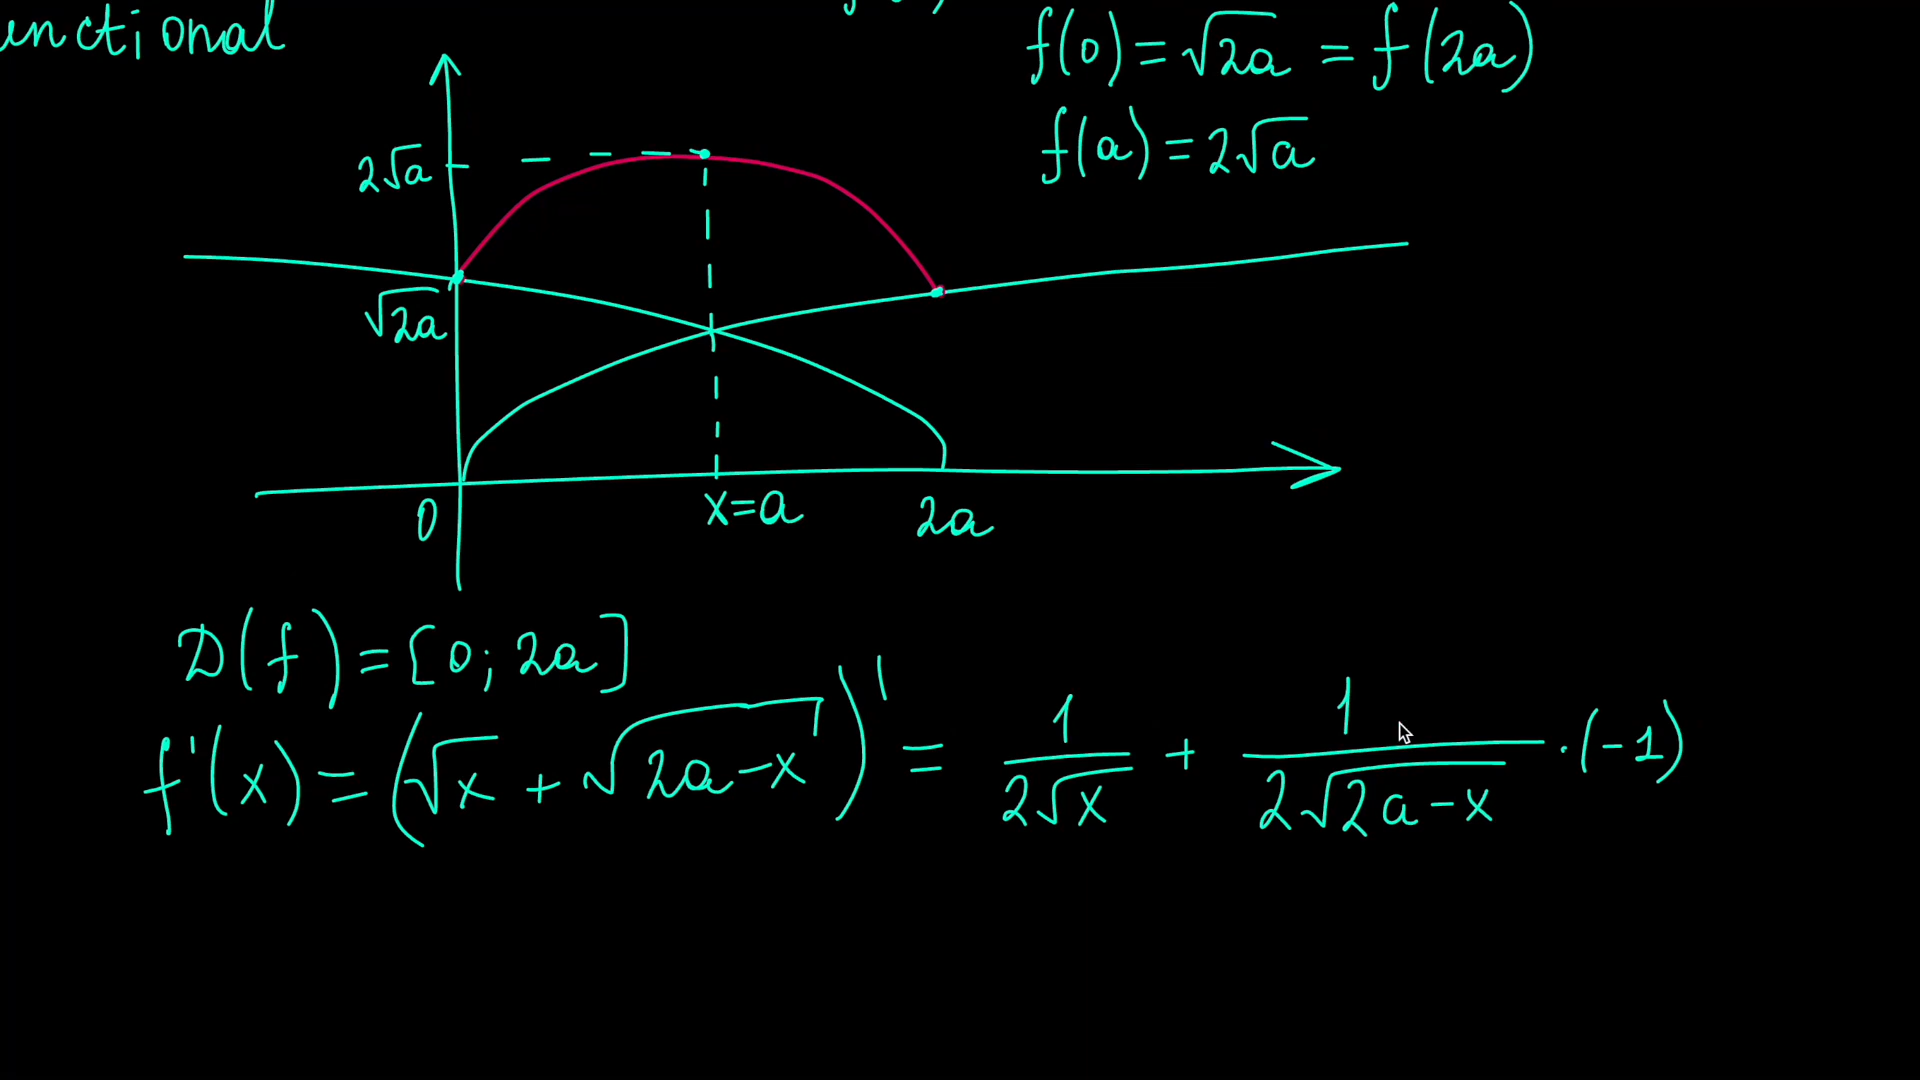 unctional
f(0) = √2a = f(2a)
f(a) = 2√a
2√a
√2a
0
x=a
2a
D(f) = [0; 2a]
f'(x) = (√x + √2a-x)' = 1/2√x + 1/2√2a-x · (-1)